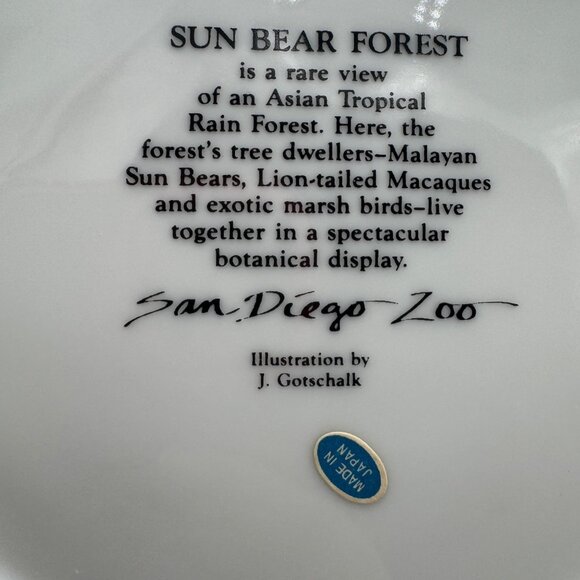 SUN BEAR FOREST
is a rare view
of an Asian Tropical
Rain Forest. Here, the
forest's tree dwellers–Malayan
Sun Bears, Lion-tailed Macaques
and exotic marsh birds–live
together in a spectacular
botanical display.
San Diego Zoo
Illustration by
J. Gotschalk
MADE IN
JAPAN